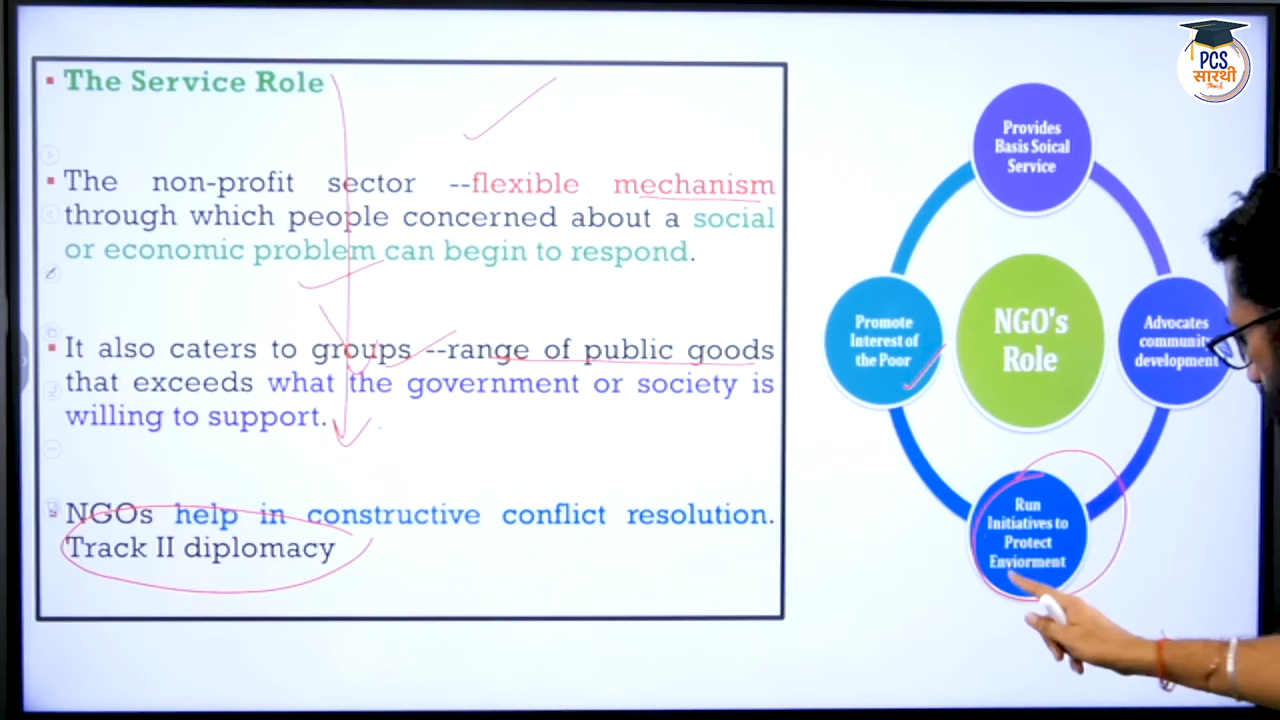 The Service Role
The non-profit sector --flexible mechanism
through which people concerned about a social
or economic problem can begin to respond.
It also caters to groups --range of public goods
that exceeds what the government or society is
willing to support.
NGOs help in constructive conflict resolution.
Track II diplomacy
Provides
Basis Soical
Service
Promote
Interest of
the Poor
NGO's
Role
Advocates
community
development
Run
Initiatives to
Protect
Enviorment
PCS
सारथी